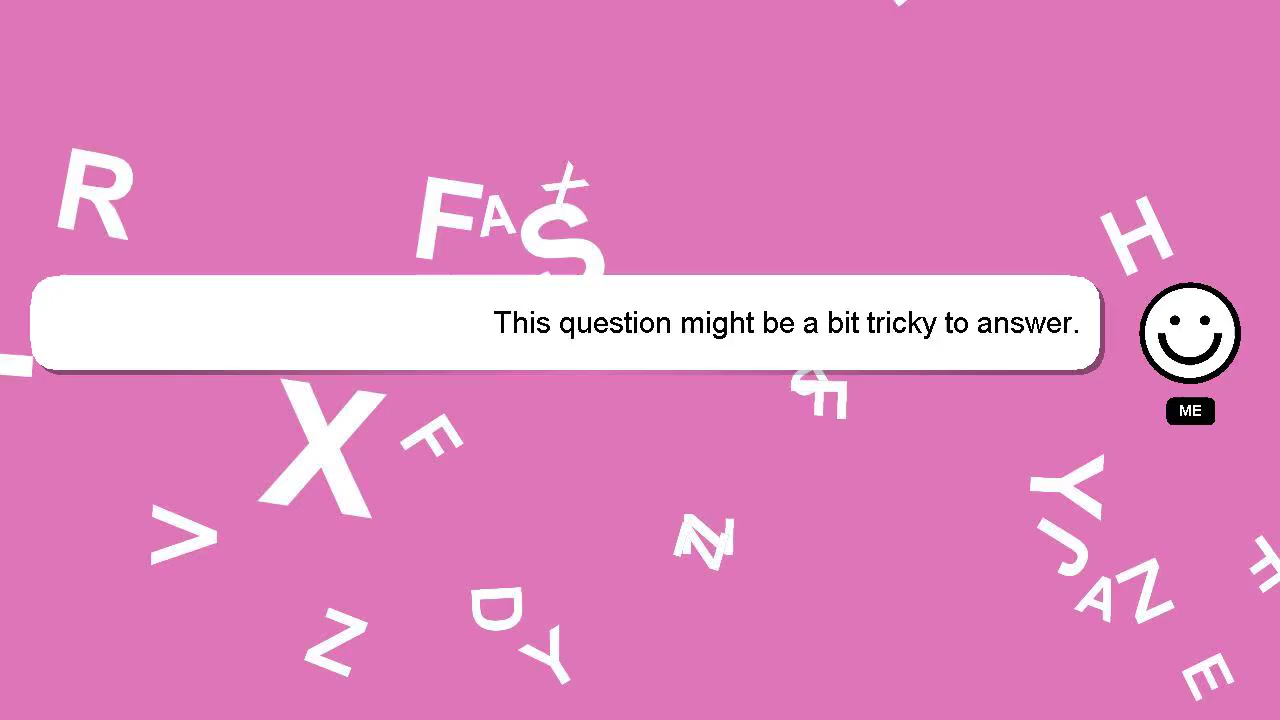 R
F A X S
H
This question might be a bit tricky to answer.
ME
X F
F
Y
V
J
N Z
A Z F
D
N Y
E